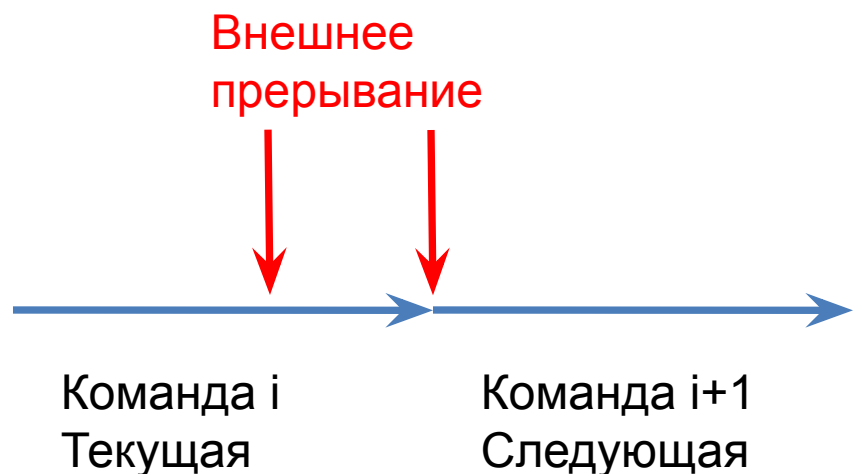 Внешнее
прерывание
Команда i
Текущая
Команда i+1
Следующая